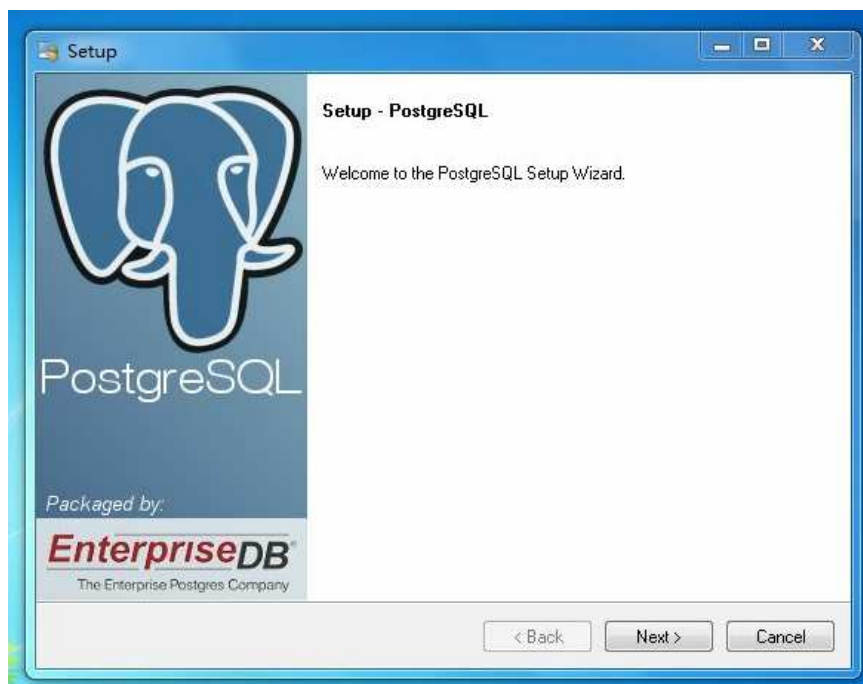 Setup
Setup - PostgreSQL
Welcome to the PostgreSQL Setup Wizard.
PostgreSQL
Packaged by:
EnterpriseDB
The Enterprise Postgres Company
< Back
Next >
Cancel